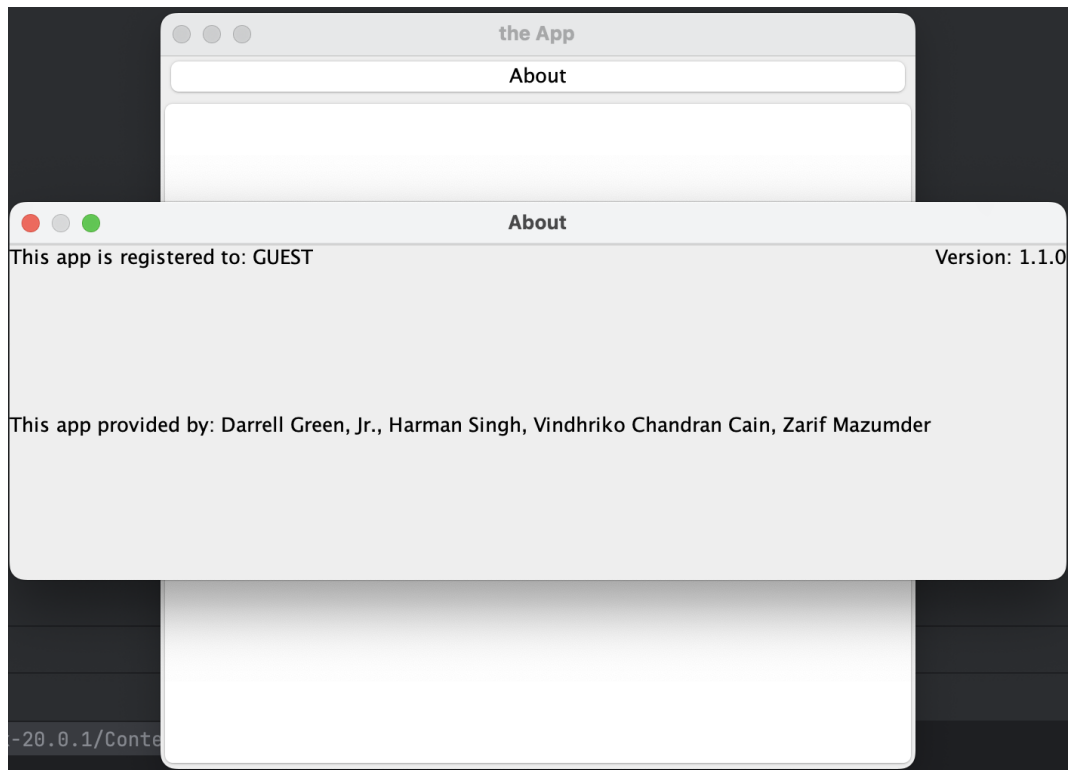 the App
About
About
This app is registered to: GUEST
Version: 1.1.0
This app provided by: Darrell Green, Jr., Harman Singh, Vindhriko Chandran Cain, Zarif Mazumder
-20.0.1/Conte